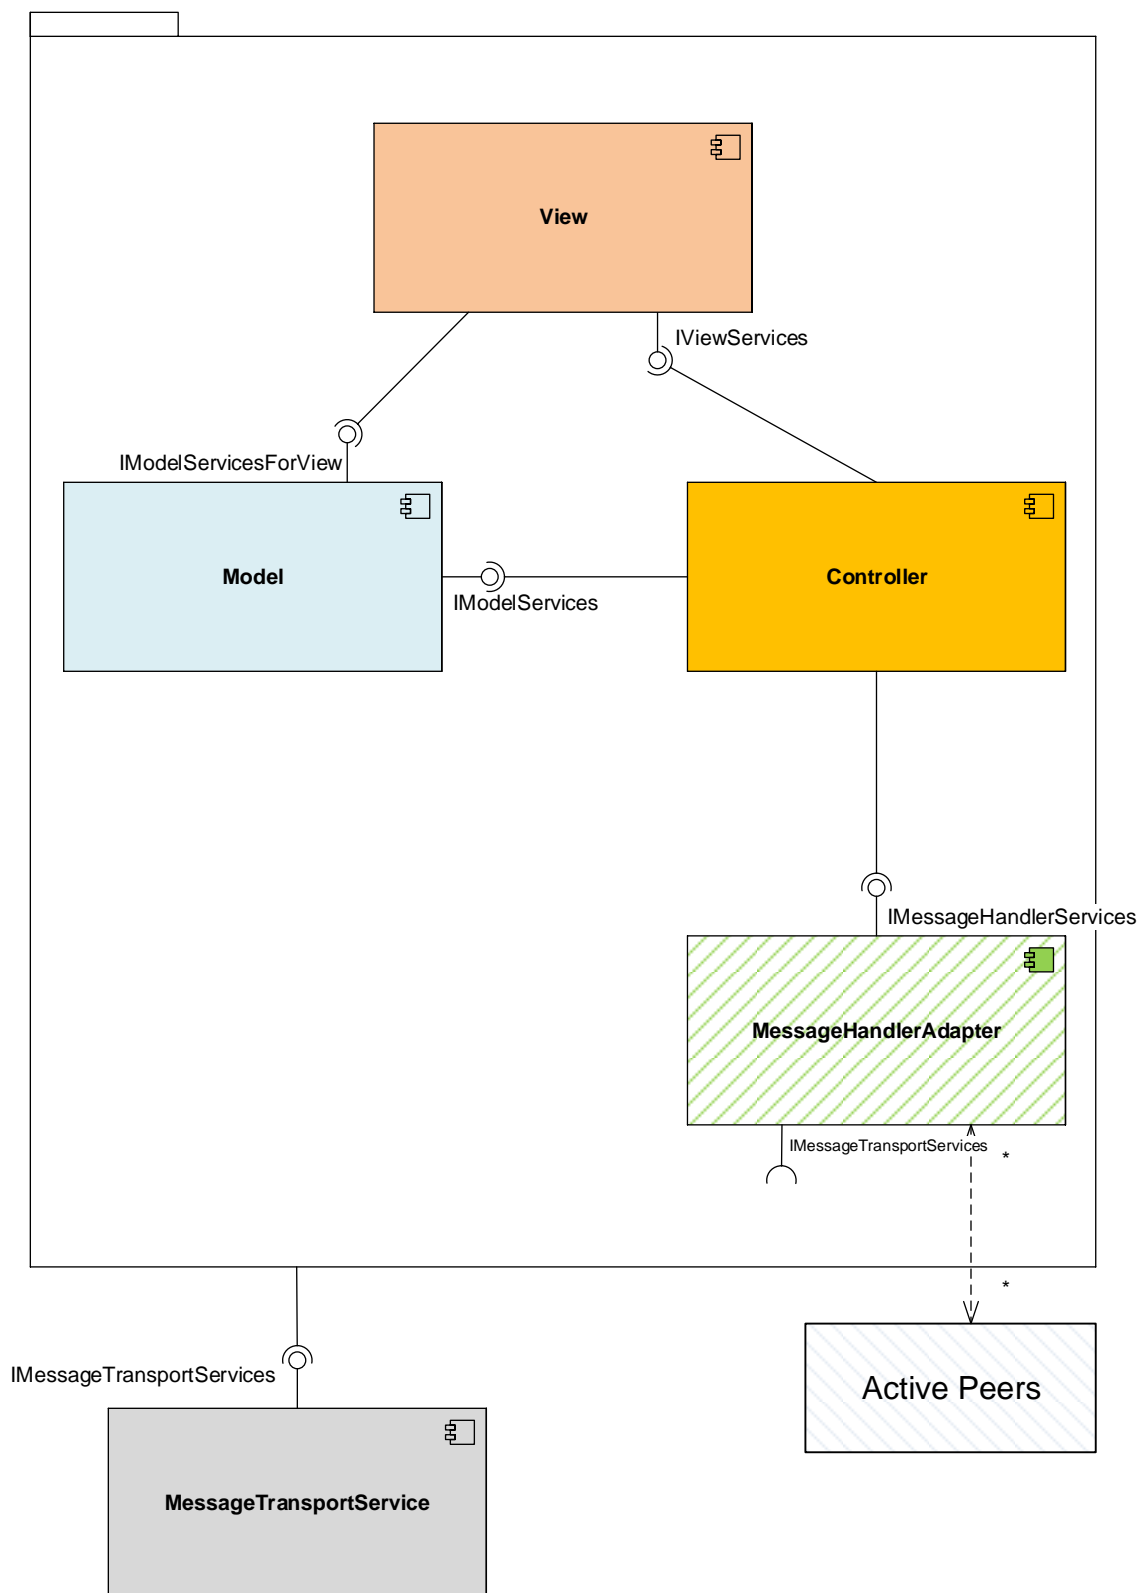 View
IViewServices
IModelServicesForView
Model
Controller
IModelServices
IMessageHandlerServices
MessageHandlerAdapter
IMessageTransportServices
*
*
IMessageTransportServices
Active Peers
MessageTransportService